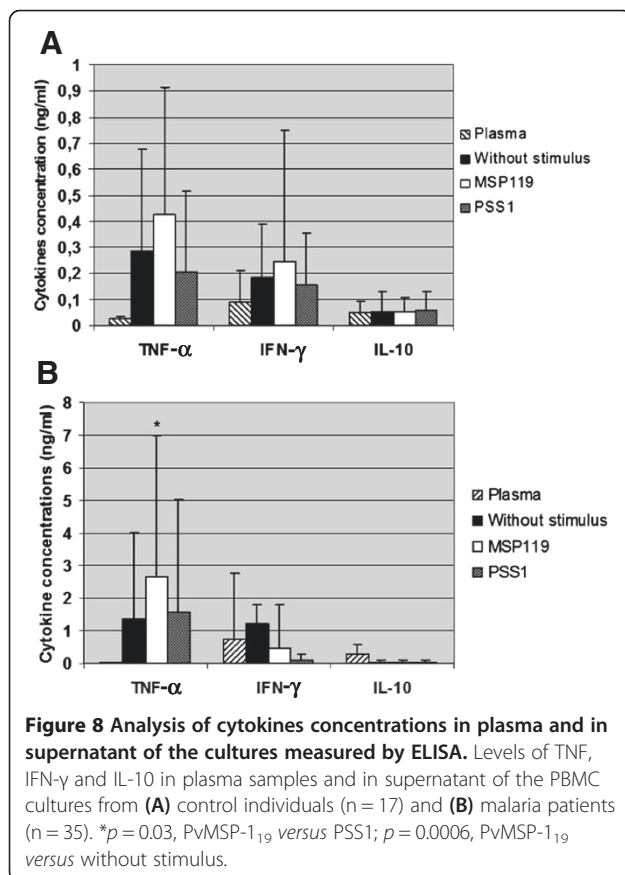 A
Cytokines concentration (ng/ml)
1
0,9
0,8
0,7
0,6
0,5
0,4
0,3
0,2
0,1
0
TNF-α IFN-γ IL-10
Plasma
Without stimulus
MSP119
PSS1
B
Cytokine concentrations (ng/ml)
8
7
6
5
4
3
2
1
0
*
TNF-α IFN-γ IL-10
Plasma
Without stimulus
MSP119
PSS1
Figure 8 Analysis of cytokines concentrations in plasma and in
supernatant of the cultures measured by ELISA. Levels of TNF,
IFN-γ and IL-10 in plasma samples and in supernatant of the PBMC
cultures from (A) control individuals (n = 17) and (B) malaria patients
(n = 35). *p = 0.03, PvMSP-1₁₉ versus PSS1; p = 0.0006, PvMSP-1₁₉
versus without stimulus.